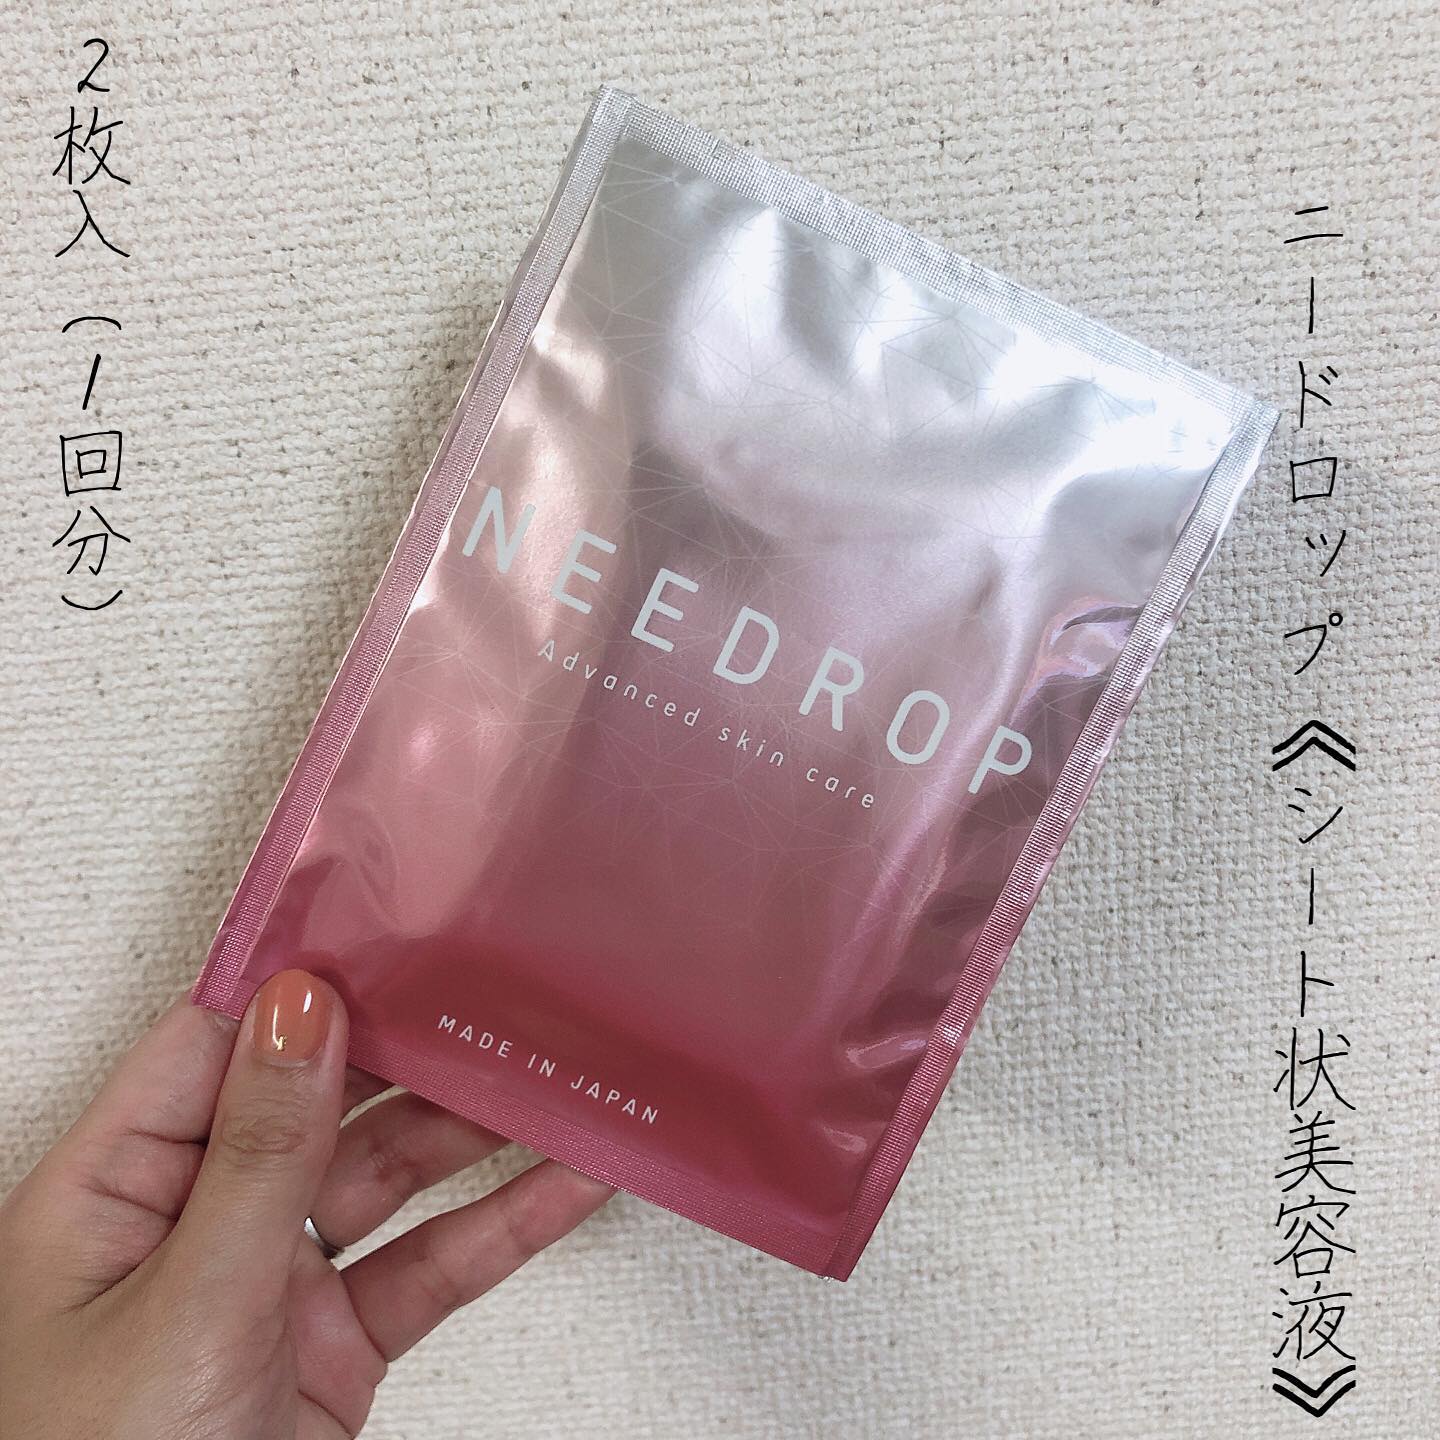 ニードロップ《シート状美容液》
2枚入(1回分)
NEEDROP
Advanced skin care
MADE IN JAPAN